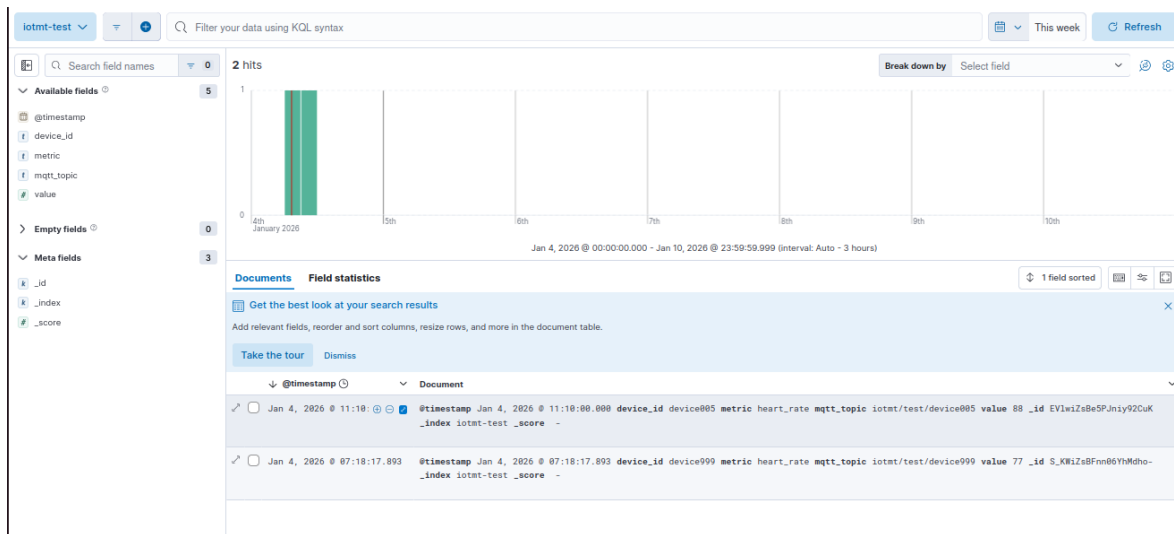 iotmt-test
Filter your data using KQL syntax
This week
Refresh
Search field names
0
2 hits
Break down by
Select field
Available fields
5
@timestamp
device_id
metric
mqtt_topic
value
Empty fields
0
Meta fields
3
_id
_index
_score
1
0
4th
January 2026
5th
6th
7th
8th
9th
10th
Jan 4, 2026 @ 00:00:00.000 - Jan 10, 2026 @ 23:59:59.999 (interval: Auto - 3 hours)
Documents
Field statistics
1 field sorted
Get the best look at your search results
Add relevant fields, reorder and sort columns, resize rows, and more in the document table.
Take the tour
Dismiss
@timestamp
Document
Jan 4, 2026 @ 11:10:
@timestamp Jan 4, 2026 @ 11:10:00.000 device_id device005 metric heart_rate mqtt_topic iotmt/test/device005 value 88 _id
_index iotmt-test _score -
Jan 4, 2026 @ 07:18:17.893
@timestamp Jan 4, 2026 @ 07:18:17.893 device_id device999 metric heart_rate mqtt_topic iotmt/test/device999 value 77 _id
_index iotmt-test _score -